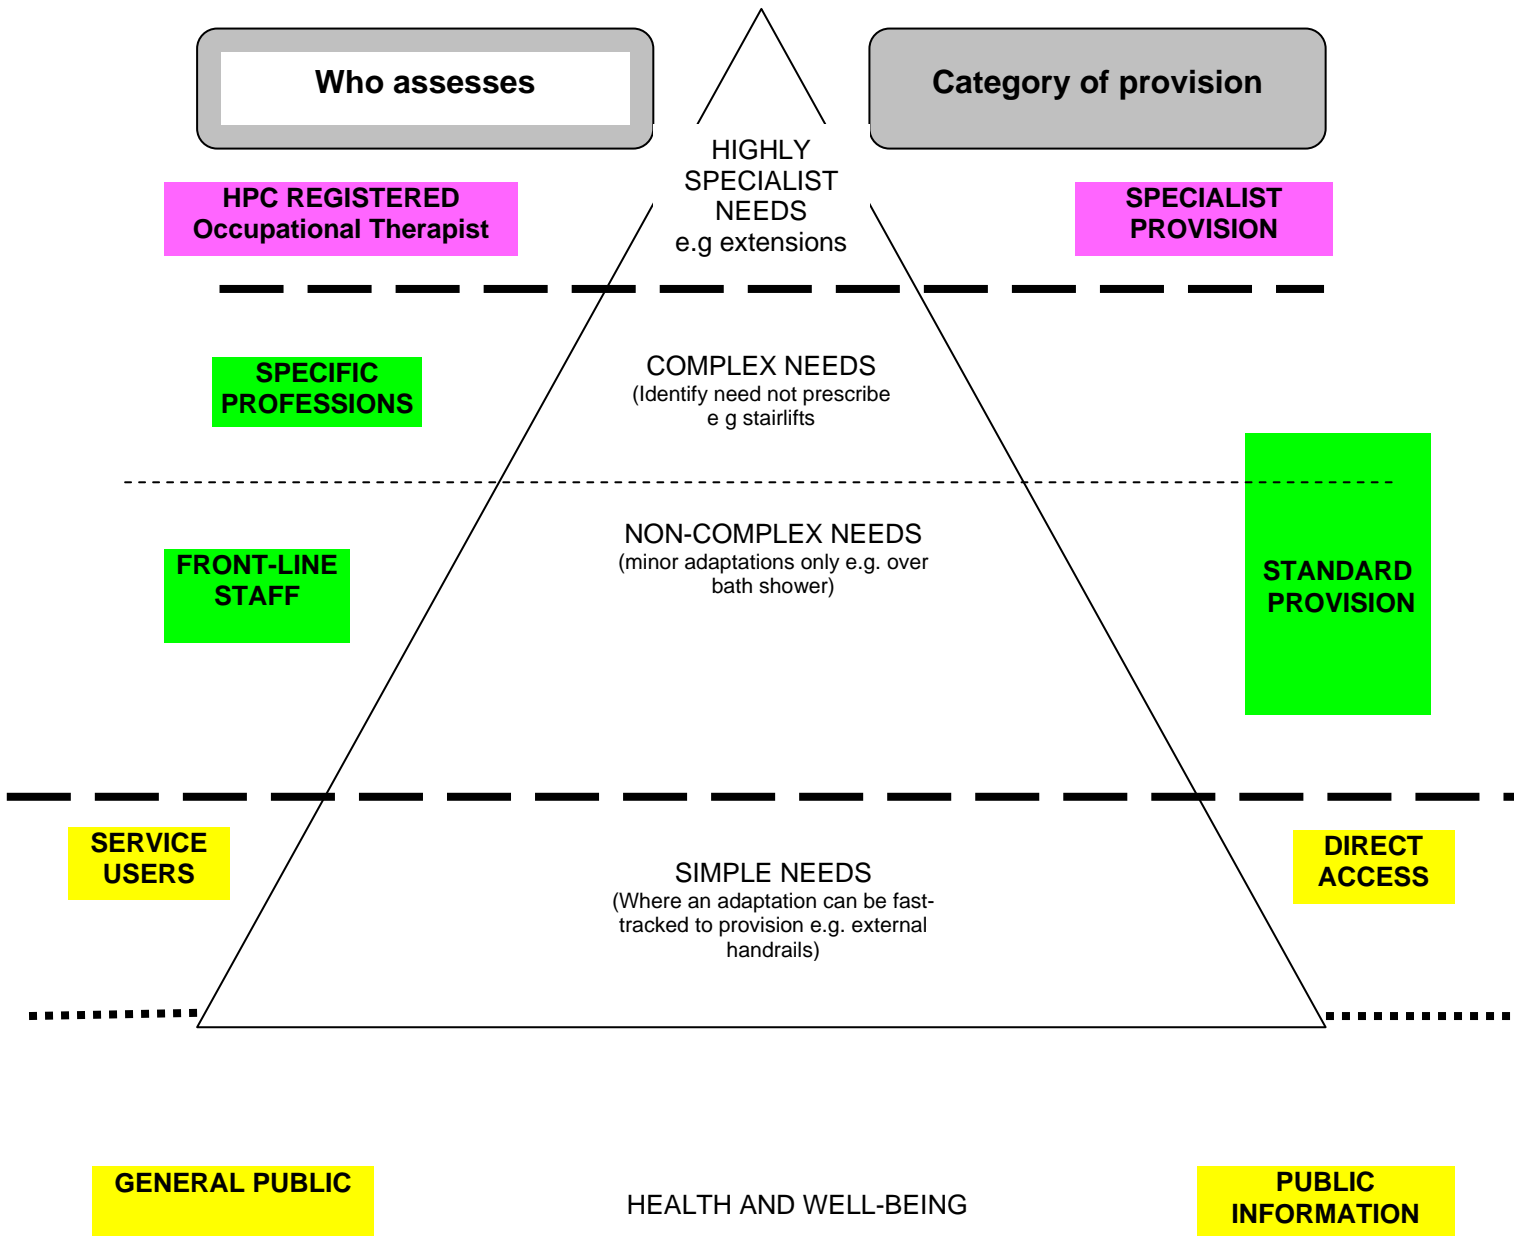 Who assesses
Category of provision
HIGHLY
SPECIALIST
NEEDS
e.g extensions
HPC REGISTERED
Occupational Therapist
SPECIALIST
PROVISION
SPECIFIC
PROFESSIONS
COMPLEX NEEDS
(Identify need not prescribe
e g stairlifts
FRONT-LINE
STAFF
NON-COMPLEX NEEDS
(minor adaptations only e.g. over
bath shower)
STANDARD
PROVISION
SERVICE
USERS
SIMPLE NEEDS
(Where an adaptation can be fast-
tracked to provision e.g. external
handrails)
DIRECT
ACCESS
GENERAL PUBLIC
HEALTH AND WELL-BEING
PUBLIC
INFORMATION